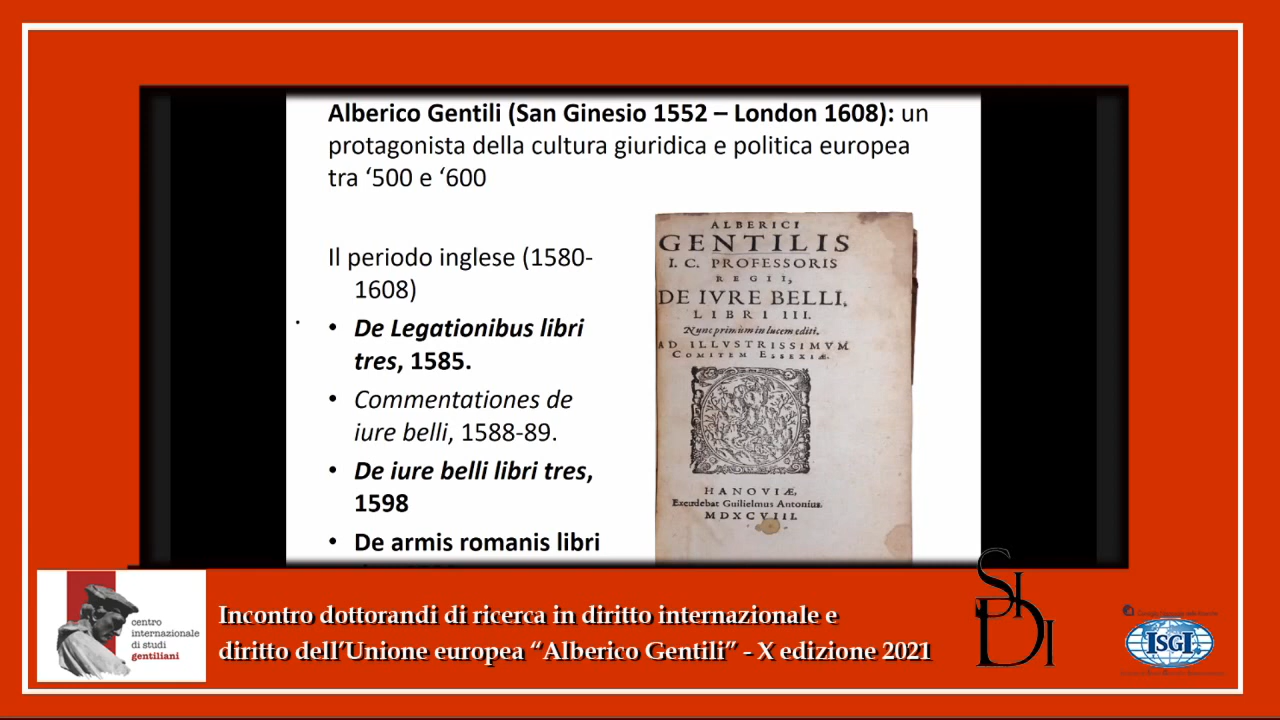 Alberico Gentili (San Ginesio 1552 – London 1608): un
protagonista della cultura giuridica e politica europea
tra ‘500 e ‘600
Il periodo inglese (1580-
1608)
• De Legationibus libri
tres, 1585.
• Commentationes de
iure belli, 1588-89.
• De iure belli libri tres,
1598
• De armis romanis libri
ALBERICI
GENTILIS
I. C. PROFESSORIS
REGII,
DE IVRE BELLI,
LIBRI III.
Nunc primum in lucem editi.
AD ILLVSTRISSIMVM
COMITEM ESSEXIÆ.
HANOVIÆ,
Excudebat Guilielmus Antonius.
MDXCVIII.
centro
internazionale
di studi
gentiliani
Incontro dottorandi di ricerca in diritto internazionale e
diritto dell’Unione europea “Alberico Gentili” - X edizione 2021
SIDI
ISGI